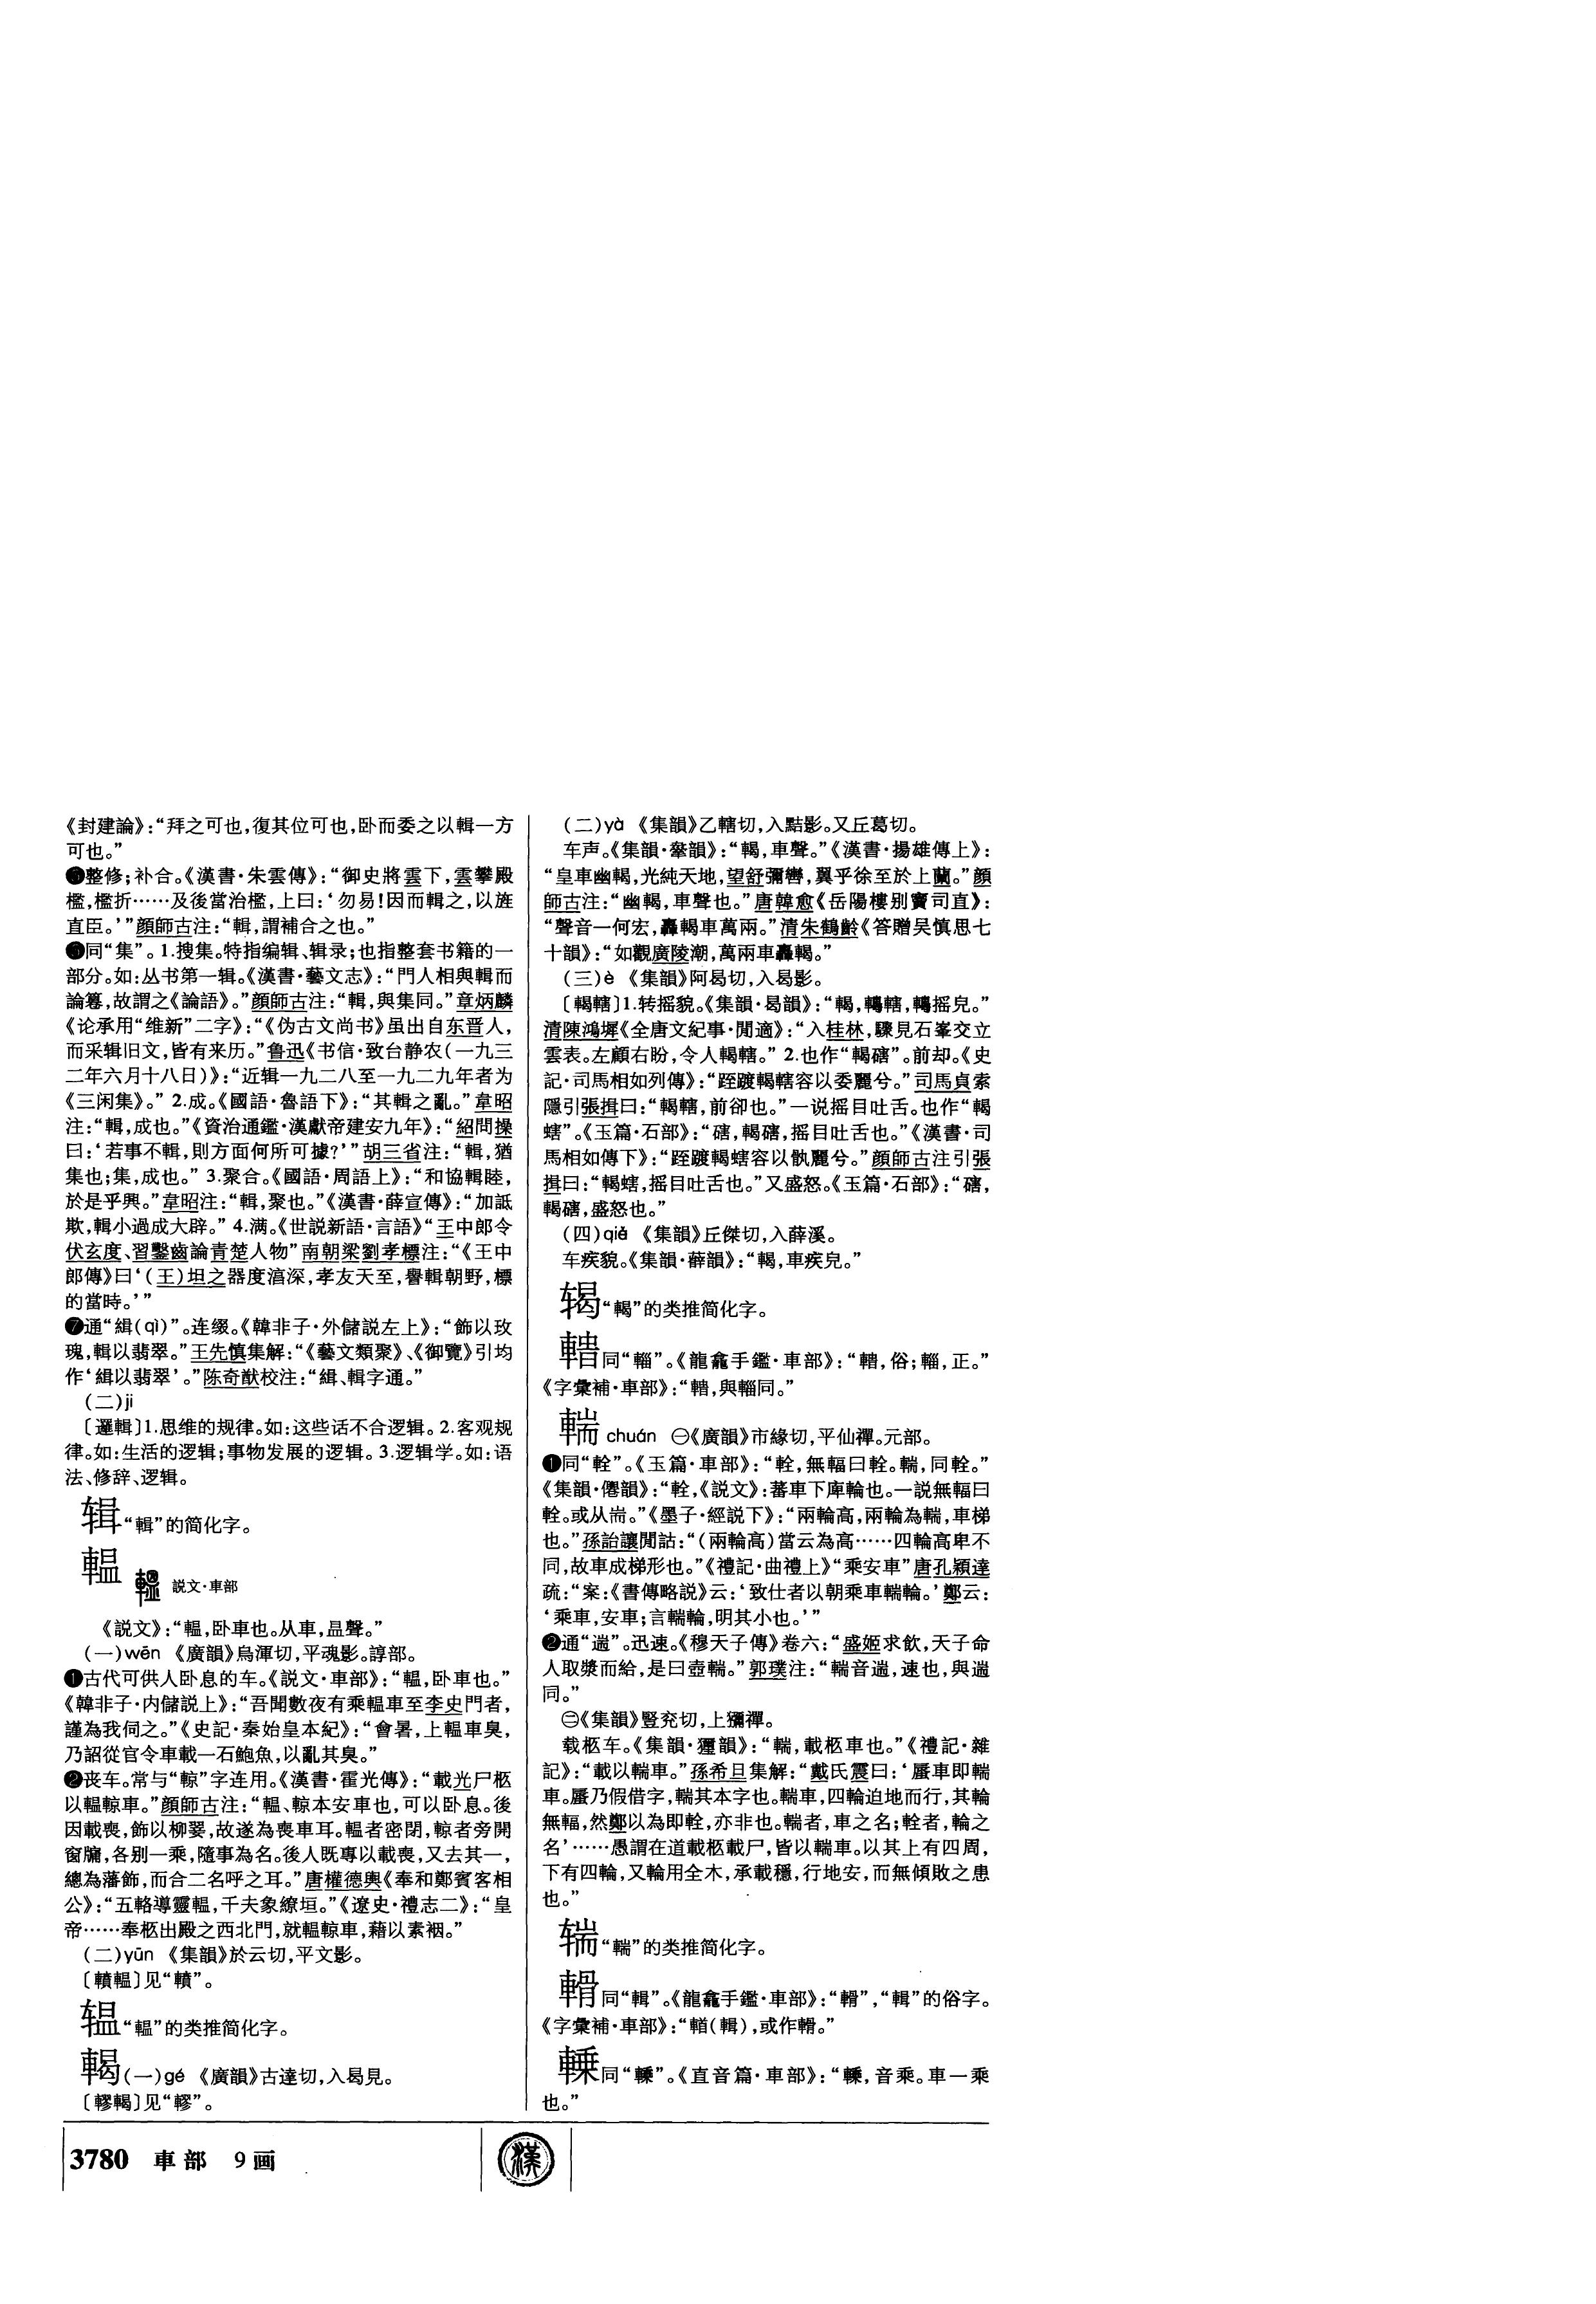 《封建論》：“拜之可也，復其位可也，卧而委之以輯一方
可也。”
❺整修；补合。《漢書·朱雲傳》：“御史將雲下，雲攀殿
檻，檻折……及後當治檻，上曰：‘勿易！因而輯之，以旌
直臣。’”顔師古注：“輯，謂補合之也。”
❻同“集”。1.搜集。特指编辑、辑录；也指整套书籍的一
部分。如：丛书第一辑。《漢書·藝文志》：“門人相與輯而
論篹，故謂之《論語》。”顔師古注：“輯，與集同。”章炳麟
《论承用“维新”二字》：“《伪古文尚书》虽出自东晋人，
而采辑旧文，皆有来历。”鲁迅《书信·致台静农（一九三
二年六月十八日）》：“近辑一九二八至一九二九年者为
《三闲集》。”2.成。《國語·魯語下》：“其輯之亂。”韋昭
注：“輯，成也。”《資治通鑑·漢獻帝建安九年》：“紹問操
曰：‘若事不輯，則方面何所可據？’”胡三省注：“輯，猶
集也；集，成也。”3.聚合。《國語·周語上》：“和協輯睦，
於是乎興。”韋昭注：“輯，聚也。”《漢書·薛宣傳》：“加詆
欺，輯小過成大辟。”4.满。《世説新語·言語》“王中郎令
伏玄度、習鑿齒論青楚人物”南朝梁劉孝標注：“《王中
郎傳》曰‘（王）坦之器度淊深，孝友天至，譽輯朝野，標
的當時。’”
❼通“緝（qì）”。连缀。《韓非子·外儲説左上》：“飾以玫
瑰，輯以翡翠。”王先慎集解：“《藝文類聚》、《御覽》引均
作‘緝以翡翠’。”陈奇猷校注：“緝、輯字通。”
（二）ji
〔邏輯〕1.思维的规律。如：这些话不合逻辑。2.客观规
律。如：生活的逻辑；事物发展的逻辑。3.逻辑学。如：语
法、修辞、逻辑。
辑“輯”的简化字。
轀 説文·車部
《説文》：“轀，卧車也。从車，昷聲。”
（一）wēn 《廣韻》烏渾切，平魂影。諄部。
❶古代可供人卧息的车。《説文·車部》：“轀，卧車也。”
《韓非子·内儲説上》：“吾聞數夜有乘轀車至李史門者，
謹為我伺之。”《史記·秦始皇本紀》：“會暑，上轀車臭，
乃詔從官令車載一石鮑魚，以亂其臭。”
❷丧车。常与“輬”字连用。《漢書·霍光傳》：“載光尸柩
以轀輬車。”顔師古注：“轀、輬本安車也，可以卧息。後
因載喪，飾以柳翣，故遂為喪車耳。轀者密閉，輬者旁開
窗牖，各别一乘，隨事為名。後人既專以載喪，又去其一，
總為藩飾，而合二名呼之耳。”唐權德輿《奉和鄭賓客相
公》：“五輅導靈轀，千夫象繚垣。”《遼史·禮志二》：“皇
帝……奉柩出殿之西北門，就轀輬車，藉以素裀。”
（二）yūn 《集韻》於云切，平文影。
〔轒轀〕见“轒”。
辒“轀”的类推简化字。
輵（一）gé 《廣韻》古達切，入曷見。
〔轇輵〕见“轇”。
（二）yà 《集韻》乙轄切，入黠影。又丘葛切。
车声。《集韻·舝韻》：“輵，車聲。”《漢書·揚雄傳上》：
“皇車幽輵，光純天地，望舒彌轡，翼乎徐至於上蘭。”顔
師古注：“幽輵，車聲也。”唐韓愈《岳陽樓别竇司直》：
“聲音一何宏，轟輵車萬兩。”清朱鶴齡《答贈吴慎思七
十韻》：“如觀廣陵潮，萬兩車轟輵。”
（三）è 《集韻》阿曷切，入曷影。
〔輵轄〕1.转摇貌。《集韻·曷韻》：“輵，轕轄，轉摇皃。”
清陳鴻墀《全唐文紀事·閒適》：“入桂林，驟見石峯交立
雲表。左顧右盼，令人輵轄。”2.也作“輵磍”。前却。《史
記·司馬相如列傳》：“跮踱輵轄容以委麗兮。”司馬貞索
隱引張揖曰：“輵轄，前卻也。”一说摇目吐舌。也作“輵
螛”。《玉篇·石部》：“磍，輵磍，摇目吐舌也。”《漢書·司
馬相如傳下》：“跮踱輵螛容以骩麗兮。”顔師古注引張
揖曰：“輵螛，摇目吐舌也。”又盛怒。《玉篇·石部》：“磍，
輵磍，盛怒也。”
（四）qiè 《集韻》丘傑切，入薛溪。
车疾貌。《集韻·薛韻》：“輵，車疾皃。”
“輵”的类推简化字。
同“輜”。《龍龕手鑑·車部》：“，俗；輜，正。”
《字彙補·車部》：“，與輜同。”
輲 chuán ㊀《廣韻》市緣切，平仙禪。元部。
❶同“輇”。《玉篇·車部》：“輇，無輻曰輇。輲，同輇。”
《集韻·僊韻》：“輇，《説文》：蕃車下庳輪也。一説無輻曰
輇。或从耑。”《墨子·經説下》：“兩輪高，兩輪為輲，車梯
也。”孫詒讓閒詁：“（兩輪高）當云為高……四輪高卑不
同，故車成梯形也。”《禮記·曲禮上》“乘安車”唐孔穎達
疏：“案：《書傳略説》云：‘致仕者以朝乘車輲輪。’鄭云：
‘乘車，安車；言輲輪，明其小也。’”
❷通“遄”。迅速。《穆天子傳》卷六：“盛姬求飲，天子命
人取漿而給，是曰壺輲。”郭璞注：“輲音遄，速也，與遄
同。”
㊁《集韻》豎兖切，上獮禪。
载柩车。《集韻·獮韻》：“輲，載柩車也。”《禮記·雜
記》：“載以輲車。”孫希旦集解：“戴氏震曰：‘蜃車即輲
車。蜃乃假借字，輲其本字也。輲車，四輪迫地而行，其輪
無輻，然鄭以為即輇，亦非也。輲者，車之名；輇者，輪之
名’……愚謂在道載柩載尸，皆以輲車。以其上有四周，
下有四輪，又輪用全木，承載穩，行地安，而無傾敗之患
也。”
“輲”的类推简化字。
同“輯”。《龍龕手鑑·車部》：“”，“輯”的俗字。
《字彙補·車部》：“（輯），或作。”
同“”。《直音篇·車部》：“，音乘。車一乘
也。”
3780 車部 9画
漢